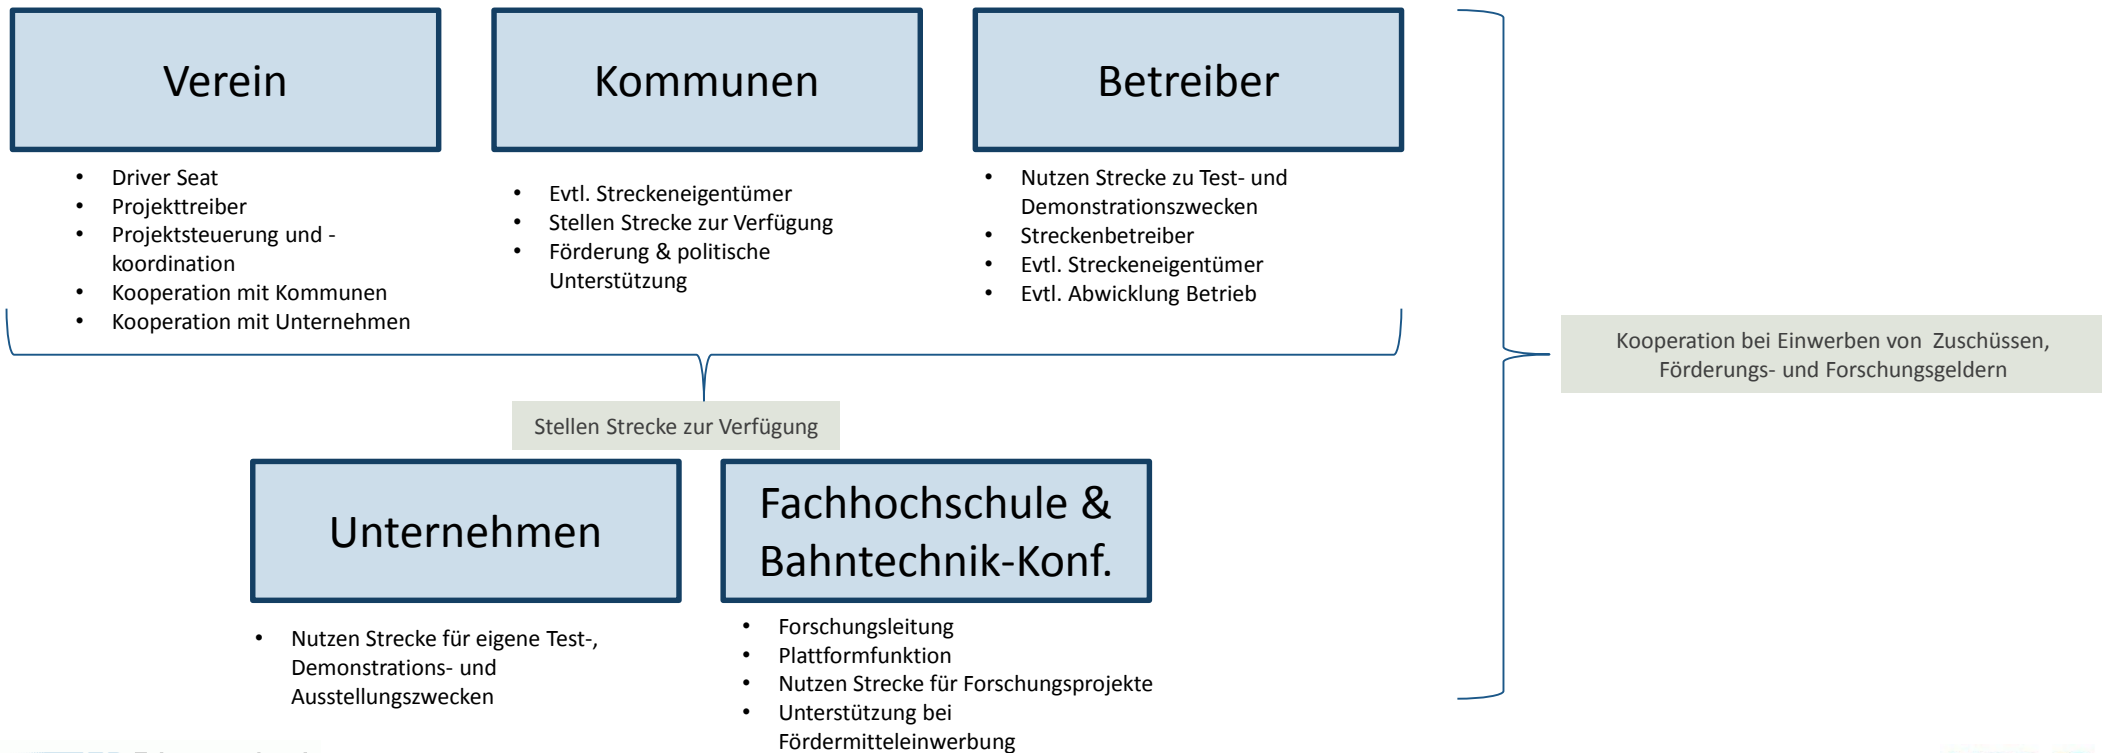 Verein
Kommunen
Betreiber
• Driver Seat
• Projekttreiber
• Projektsteuerung und -
koordination
• Kooperation mit Kommunen
• Kooperation mit Unternehmen
• Evtl. Streckeneigentümer
• Stellen Strecke zur Verfügung
• Förderung & politische
Unterstützung
• Nutzen Strecke zu Test- und
Demonstrationszwecken
• Streckenbetreiber
• Evtl. Streckeneigentümer
• Evtl. Abwicklung Betrieb
Kooperation bei Einwerben von Zuschüssen,
Förderungs- und Forschungsgeldern
Stellen Strecke zur Verfügung
Unternehmen
Fachhochschule &
Bahntechnik-Konf.
• Nutzen Strecke für eigene Test-,
Demonstrations- und
Ausstellungszwecken
• Forschungsleitung
• Plattformfunktion
• Nutzen Strecke für Forschungsprojekte
• Unterstützung bei
Fördermitteleinwerbung